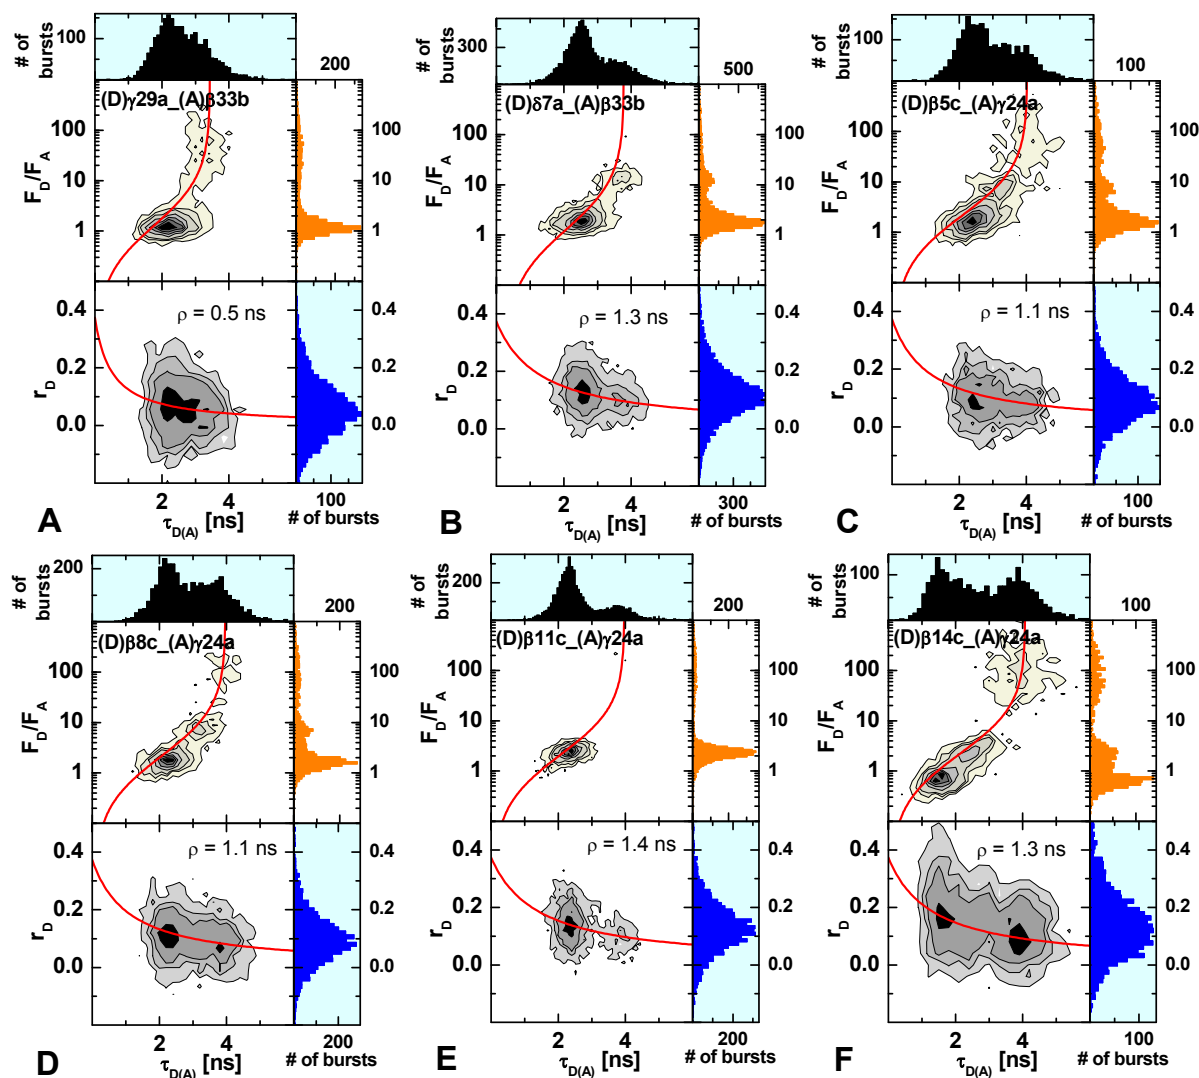 # of bursts
100
200
(D)γ29a_(A)β33b
F_D/F_A
100
10
1
100
10
1
r_D
0.4
0.2
0.0
ρ = 0.5 ns
0.4
0.2
0.0
A
2
4
τ_D(A) [ns]
100
# of bursts
# of bursts
300
500
(D)δ7a_(A)β33b
F_D/F_A
100
10
1
100
10
1
r_D
0.4
0.2
0.0
ρ = 1.3 ns
0.4
0.2
0.0
B
2
4
τ_D(A) [ns]
300
# of bursts
# of bursts
100
100
(D)β5c_(A)γ24a
F_D/F_A
100
10
1
100
10
1
r_D
0.4
0.2
0.0
ρ = 1.1 ns
0.4
0.2
0.0
C
2
4
τ_D(A) [ns]
100
# of bursts
# of bursts
200
200
(D)β8c_(A)γ24a
F_D/F_A
100
10
1
100
10
1
r_D
0.4
0.2
0.0
ρ = 1.1 ns
0.4
0.2
0.0
D
2
4
τ_D(A) [ns]
200
# of bursts
# of bursts
200
200
(D)β11c_(A)γ24a
F_D/F_A
100
10
1
100
10
1
r_D
0.4
0.2
0.0
ρ = 1.4 ns
0.4
0.2
0.0
E
2
4
τ_D(A) [ns]
200
# of bursts
# of bursts
100
100
(D)β14c_(A)γ24a
F_D/F_A
100
10
1
100
10
1
r_D
0.4
0.2
0.0
ρ = 1.3 ns
0.4
0.2
0.0
F
2
4
τ_D(A) [ns]
100
# of bursts